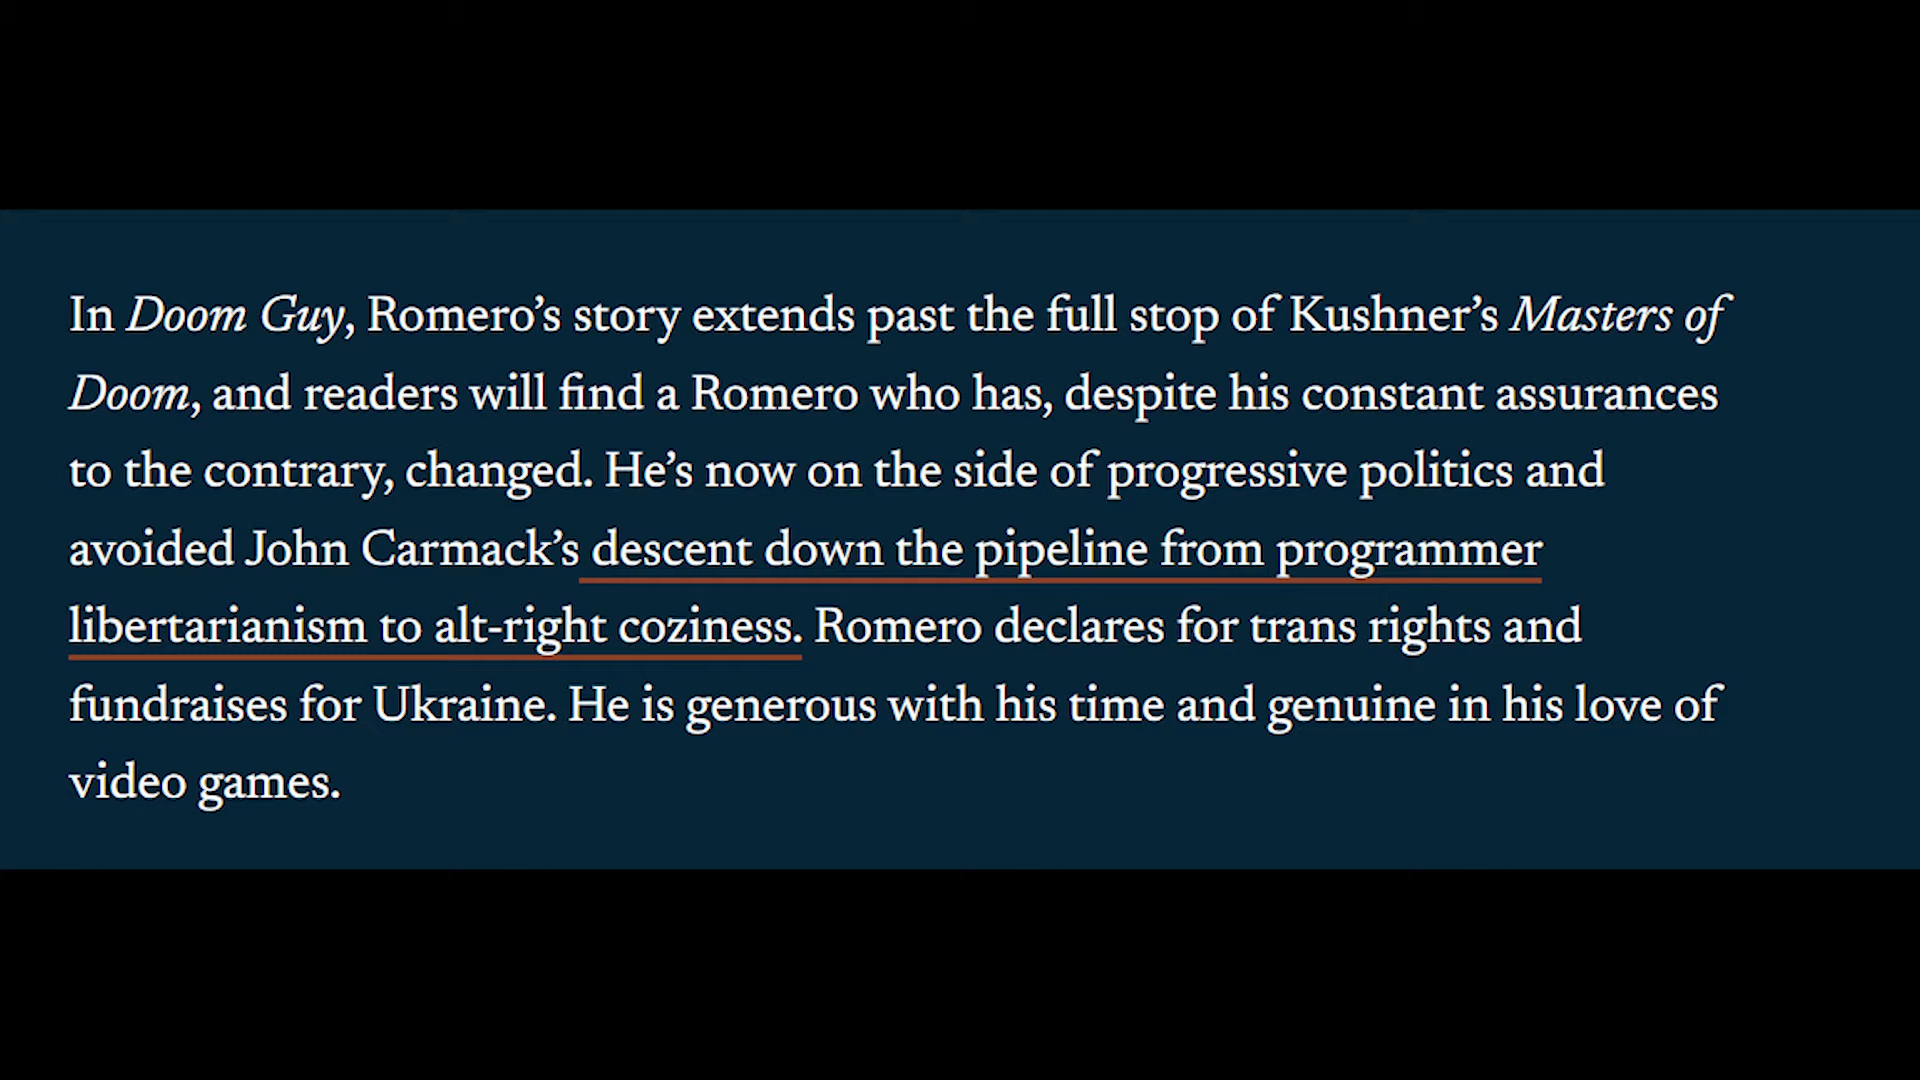 In Doom Guy, Romero’s story extends past the full stop of Kushner’s Masters of
Doom, and readers will find a Romero who has, despite his constant assurances
to the contrary, changed. He’s now on the side of progressive politics and
avoided John Carmack’s descent down the pipeline from programmer
libertarianism to alt-right coziness. Romero declares for trans rights and
fundraises for Ukraine. He is generous with his time and genuine in his love of
video games.